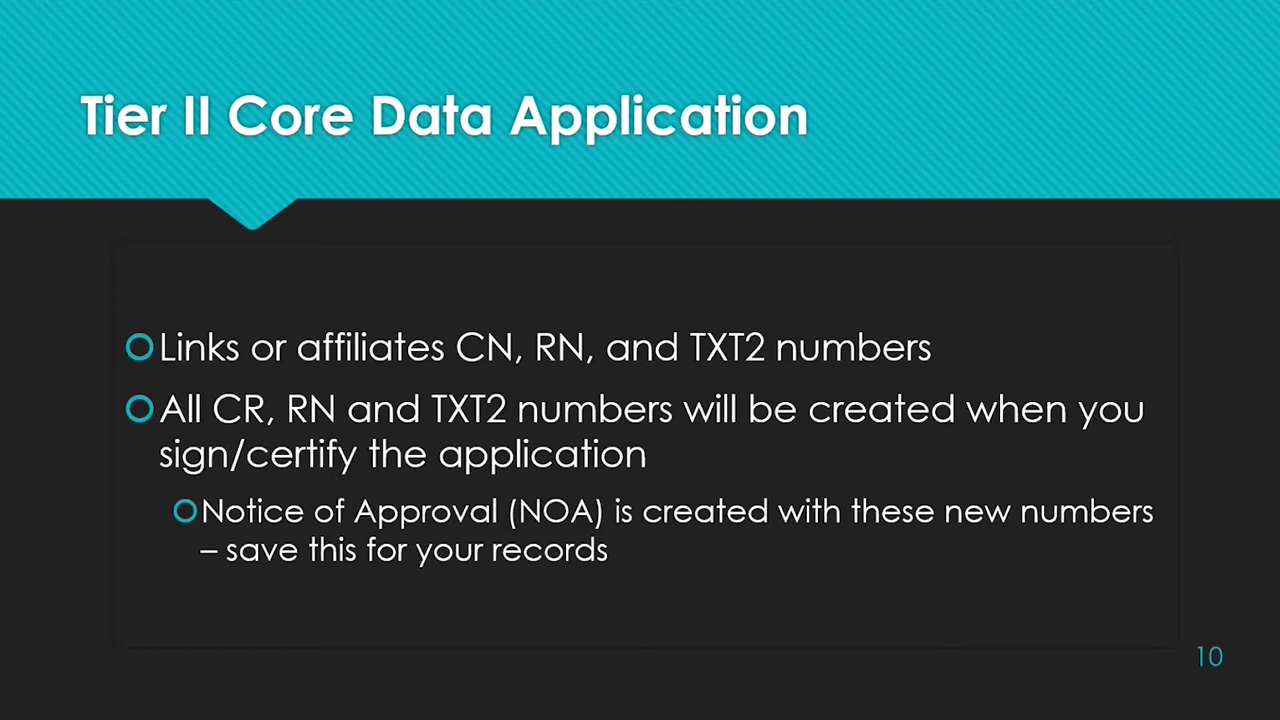 Tier II Core Data Application
Links or affiliates CN, RN, and TXT2 numbers
All CR, RN and TXT2 numbers will be created when you
sign/certify the application
Notice of Approval (NOA) is created with these new numbers
– save this for your records
10